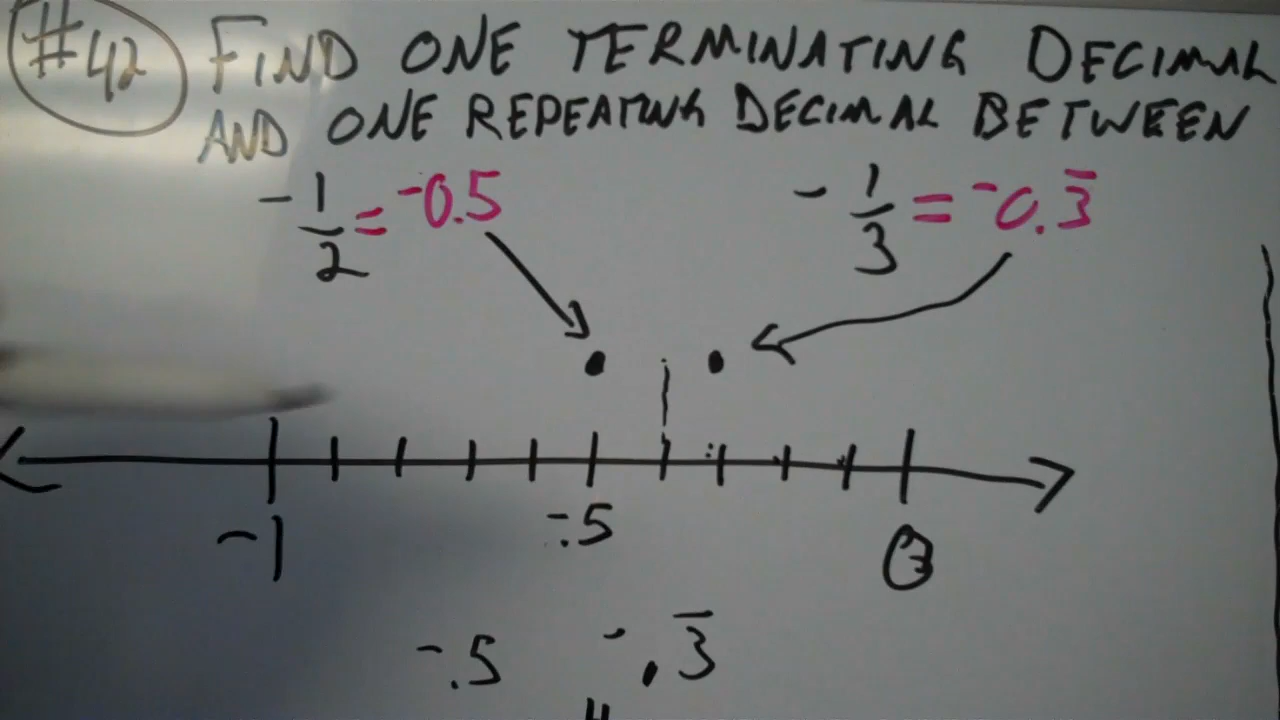 #42 FIND ONE TERMINATING DECIMAL
AND ONE REPEATING DECIMAL BETWEEN
-1/2 = -0.5 -1/3 = -0.3̅
-1 -.5 0
-.5 -.3̅